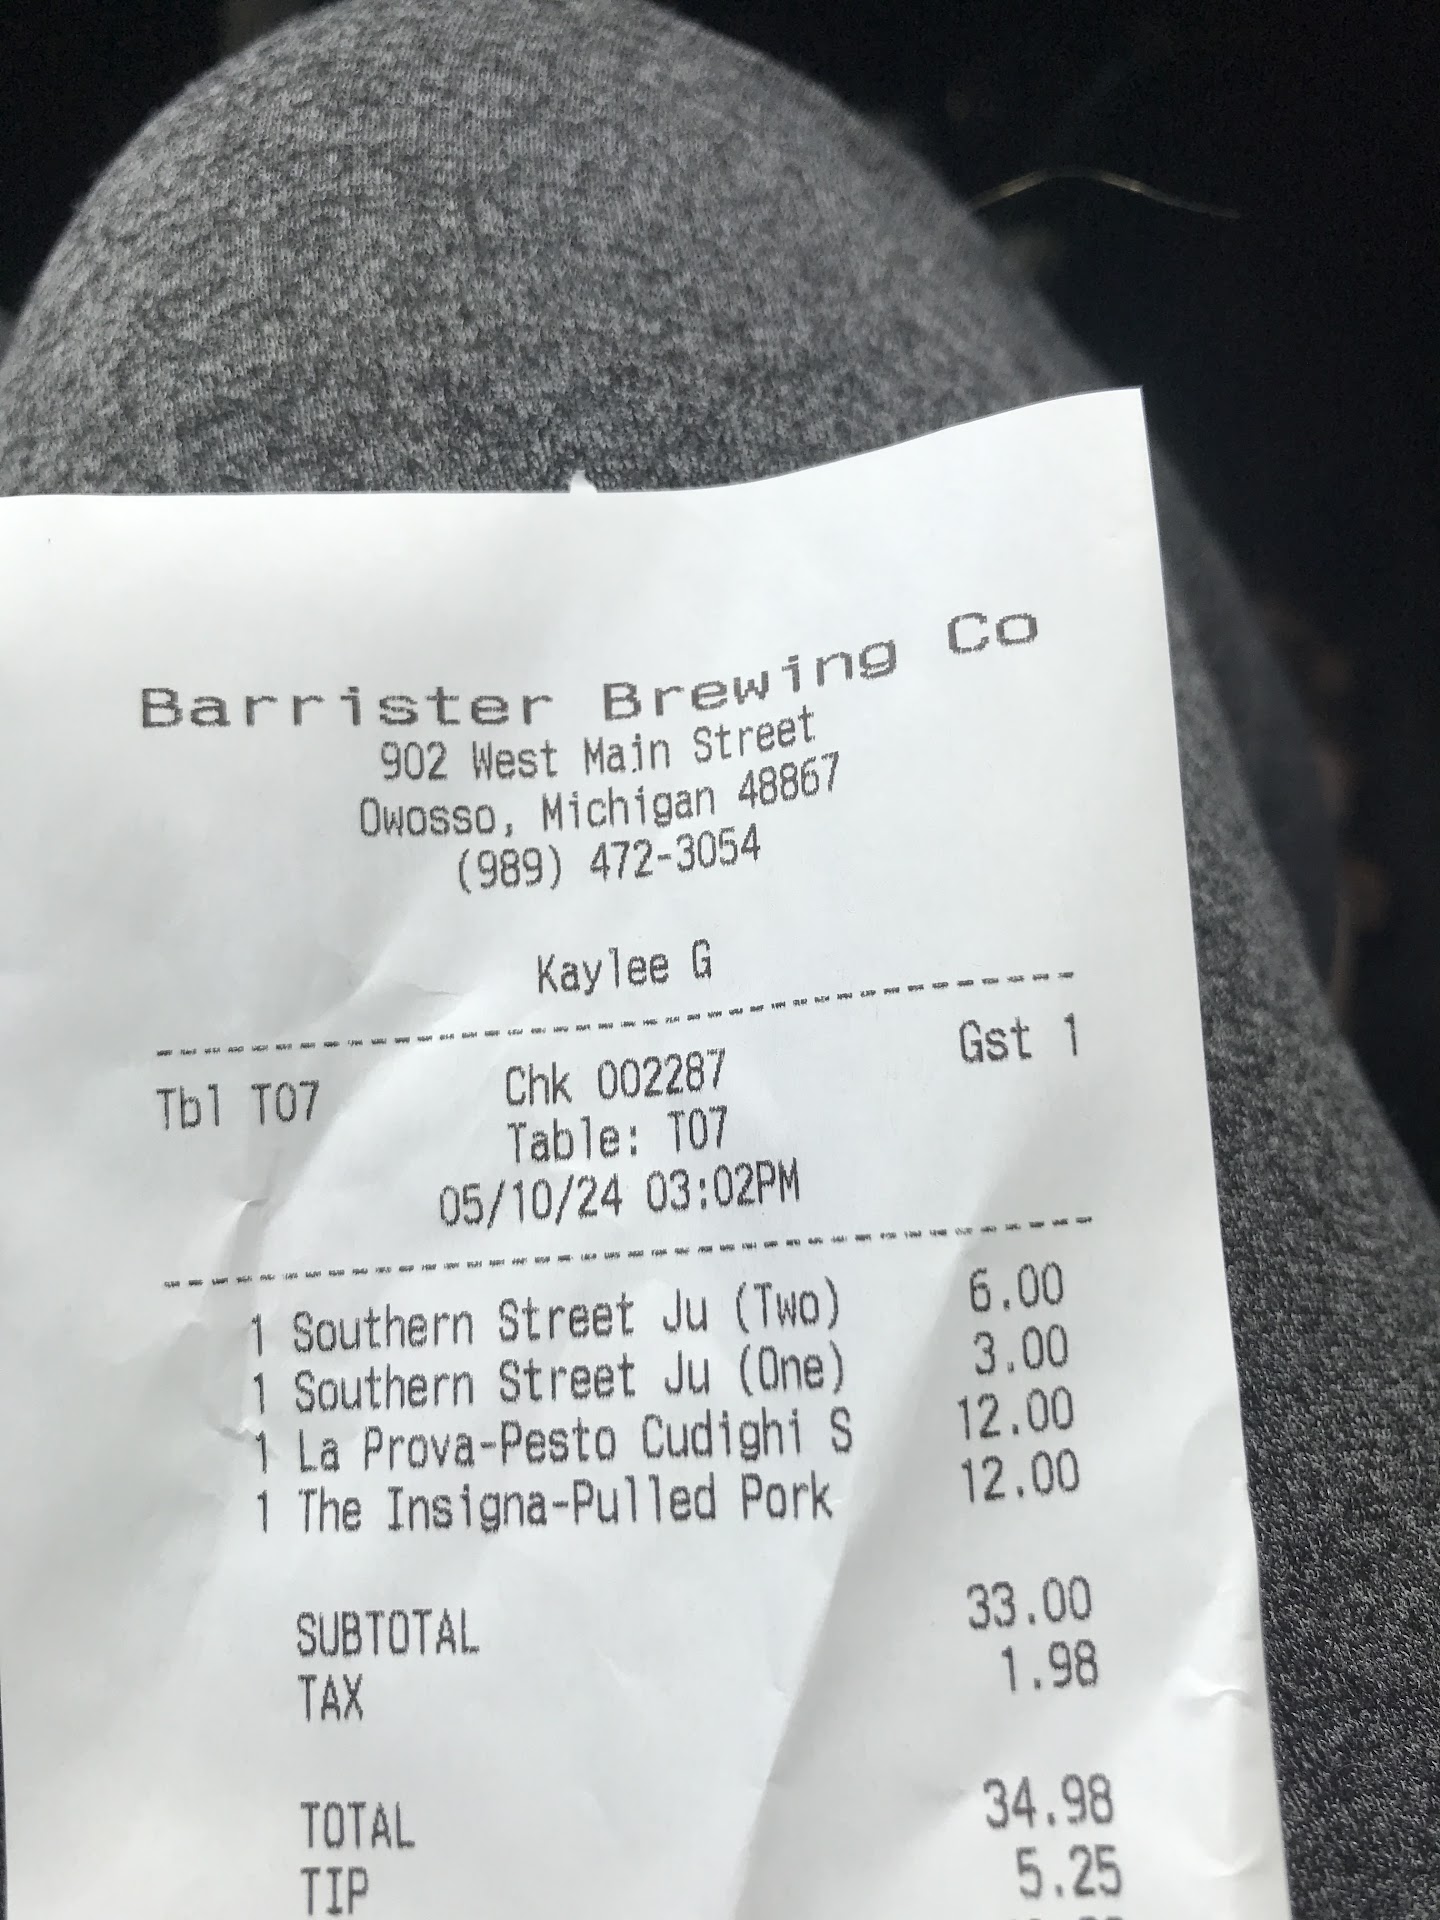 Barrister Brewing Co
902 West Main Street
Owosso, Michigan 48867
(989) 472-3054
Kaylee G
Tbl T07 Chk 002287 Gst 1
Table: T07
05/10/24 03:02PM
1 Southern Street Ju (Two) 6.00
1 Southern Street Ju (One) 3.00
1 La Prova-Pesto Cudighi S 12.00
1 The Insigna-Pulled Pork 12.00
SUBTOTAL 33.00
TAX 1.98
TOTAL 34.98
TIP 5.25